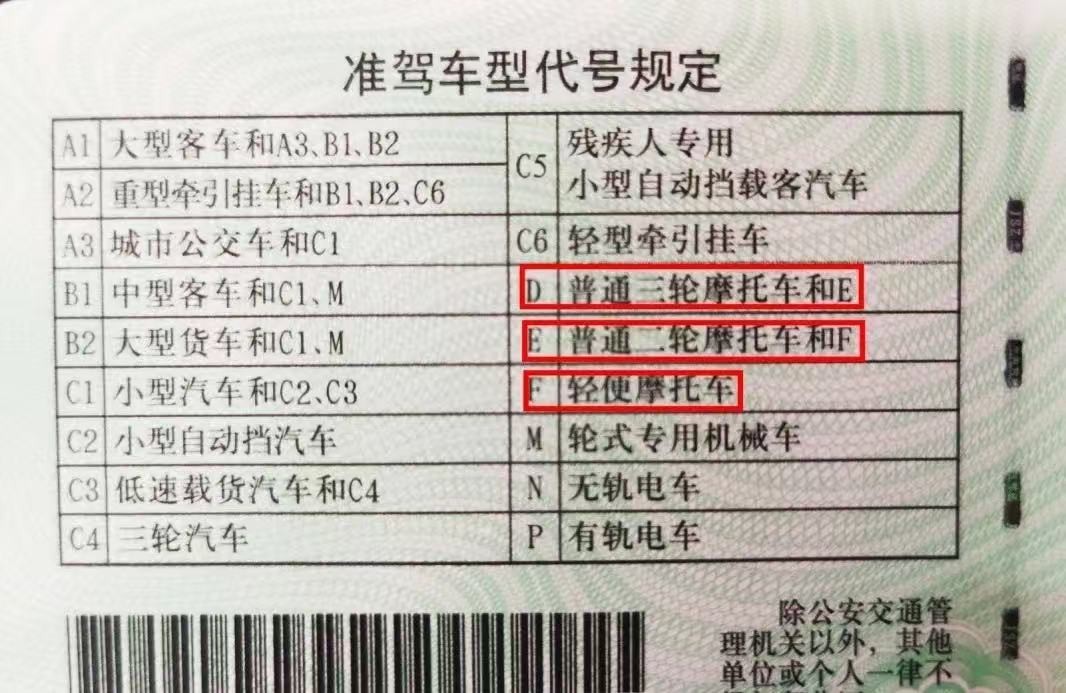 准驾车型代号规定
A1 大型客车和A3、B1、B2
A2 重型牵引挂车和B1、B2、C6
A3 城市公交车和C1
B1 中型客车和C1、M
B2 大型货车和C1、M
C1 小型汽车和C2、C3
C2 小型自动挡汽车
C3 低速载货汽车和C4
C4 三轮汽车
C5 残疾人专用
小型自动挡载客汽车
C6 轻型牵引挂车
D 普通三轮摩托车和E
E 普通二轮摩托车和F
F 轻便摩托车
M 轮式专用机械车
N 无轨电车
P 有轨电车
除公安交通管
理机关以外，其他
单位或个人一律不